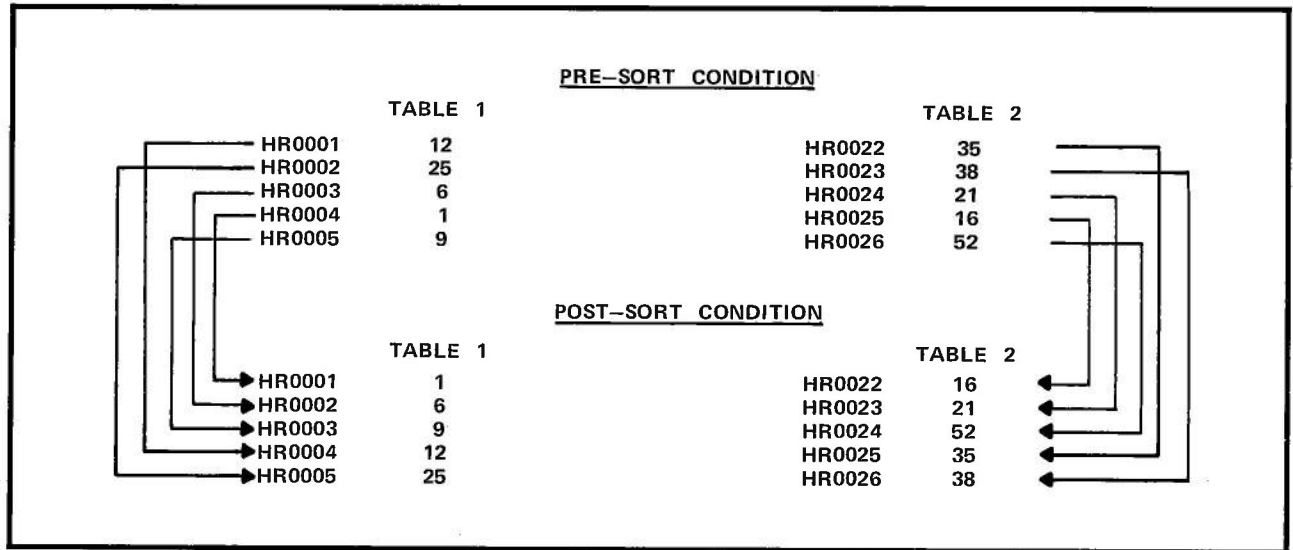 PRE–SORT CONDITION
TABLE 1 TABLE 2
HR0001 12 HR0022 35
HR0002 25 HR0023 38
HR0003 6 HR0024 21
HR0004 1 HR0025 16
HR0005 9 HR0026 52
POST–SORT CONDITION
TABLE 1 TABLE 2
HR0001 1 HR0022 16
HR0002 6 HR0023 21
HR0003 9 HR0024 52
HR0004 12 HR0025 35
HR0005 25 HR0026 38